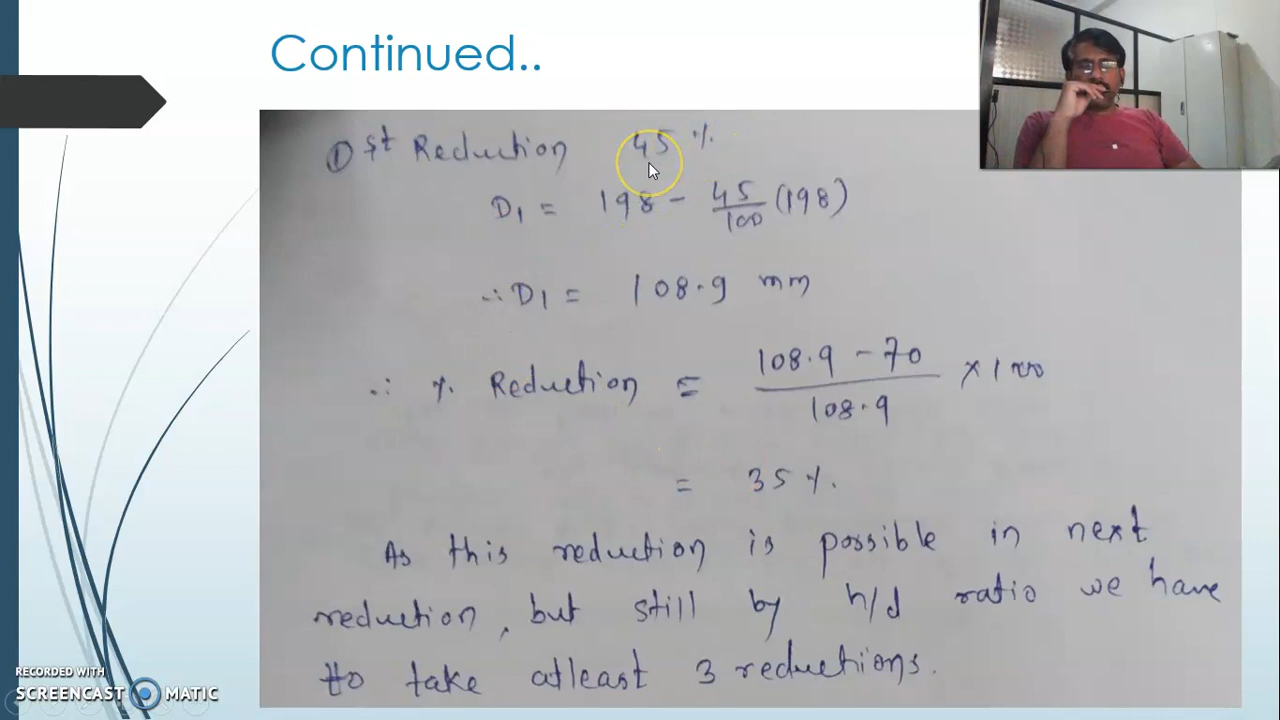 Continued..
① St Reduction 45 %
D1 = 198 - 45/100 (198)
∴ D1 = 108.9 mm
∴ % Reduction = (108.9 - 70)/108.9 × 100
= 35 %.
As this reduction is possible in next
reduction, but still by h/d ratio we have
to take atleast 3 reductions.
RECORDED WITH
SCREENCAST MATIC